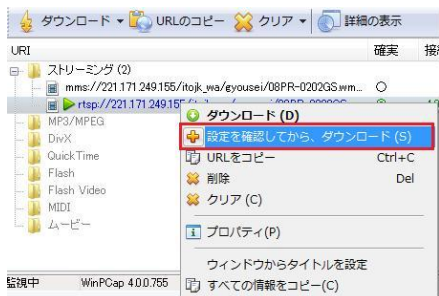 ダウンロード URLのコピー クリア 詳細の表示
URI 確実 接
ストリーミング (2)
mms://221.171.249.155/itojk_wa/gyousei/08PR-0202GS.wm...
rtsp://221.171.249.15
MP3/MPEG
DivX
QuickTime
Flash
Flash Video
MIDI
ムービー
ダウンロード (D)
設定を確認してから、ダウンロード (S)
URLをコピー Ctrl+C
削除 Del
クリア (C)
プロパティ(P)
ウィンドウからタイトルを設定
すべての情報をコピー(C)
監視中 WinPCap 4.0.0.755